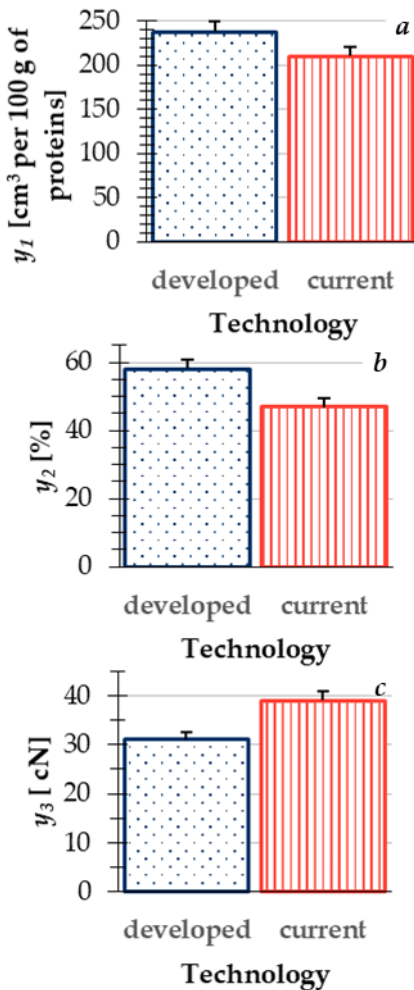 a
y₁ [cm³ per 100 g of
proteins]
250
200
150
100
50
0
developed current
Technology
b
y₂ [%]
60
40
20
0
developed current
Technology
c
y₃ [ cN]
40
30
20
10
0
developed current
Technology